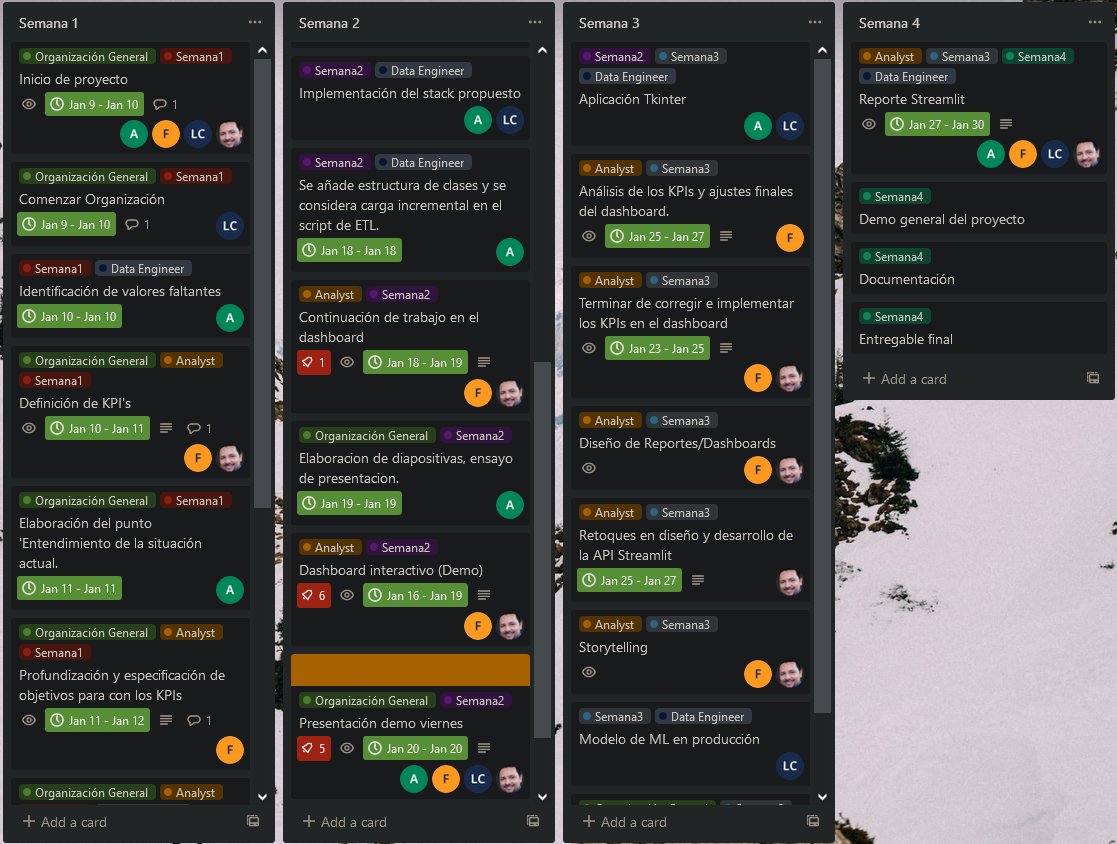 Semana 1
Organización General Semana1
Inicio de proyecto
Jan 9 - Jan 10 1
A F LC
Organización General Semana1
Comenzar Organización
Jan 9 - Jan 10 1
LC
Semana1 Data Engineer
Identificación de valores faltantes
Jan 10 - Jan 10
A
Organización General Analyst
Semana1
Definición de KPI's
Jan 10 - Jan 11 1
F
Organización General Semana1
Elaboración del punto
'Entendimiento de la situación
actual.
Jan 11 - Jan 11
A
Organización General Analyst
Semana1
Profundización y especificación de
objetivos para con los KPIs
Jan 11 - Jan 12 1
F
Organización General Analyst
Add a card
Semana 2
Semana2 Data Engineer
Implementación del stack propuesto
A LC
Semana2 Data Engineer
Se añade estructura de clases y se
considera carga incremental en el
script de ETL.
Jan 18 - Jan 18
A
Analyst Semana2
Continuación de trabajo en el
dashboard
1 Jan 18 - Jan 19
F
Organización General Semana2
Elaboracion de diapositivas, ensayo
de presentacion.
Jan 19 - Jan 19
A
Analyst Semana2
Dashboard interactivo (Demo)
6 Jan 16 - Jan 19
F
Organización General Semana2
Presentación demo viernes
5 Jan 20 - Jan 20
A F LC
Add a card
Semana 3
Semana2 Semana3
Data Engineer
Aplicación Tkinter
A LC
Analyst Semana3
Análisis de los KPIs y ajustes finales
del dashboard.
Jan 25 - Jan 27
F
Analyst Semana3
Terminar de corregir e implementar
los KPIs en el dashboard
Jan 23 - Jan 25
F
Analyst Semana3
Diseño de Reportes/Dashboards
F
Analyst Semana3
Retoques en diseño y desarrollo de
la API Streamlit
Jan 25 - Jan 27
Analyst Semana3
Storytelling
F
Semana3 Data Engineer
Modelo de ML en producción
LC
Add a card
Semana 4
Analyst Semana3 Semana4
Data Engineer
Reporte Streamlit
Jan 27 - Jan 30
A F LC
Semana4
Demo general del proyecto
Semana4
Documentación
Semana4
Entregable final
Add a card